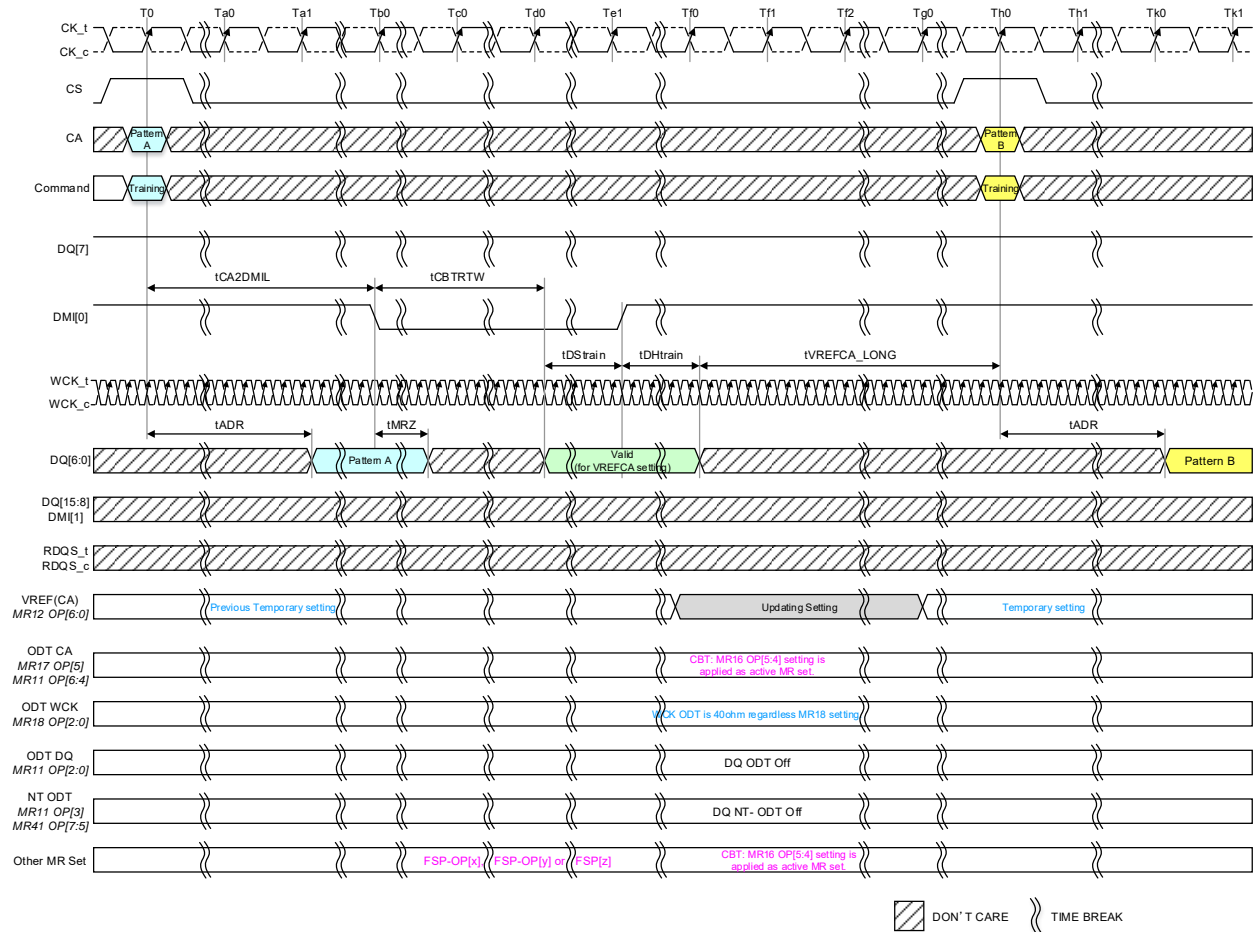 T0 Ta0 Ta1 Tb0 Tc0 Td0 Te1 Tf0 Tf1 Tf2 Tg0 Th0 Th1 Tk0 Tk1
CK_t
CK_c
CS
CA
Pattern
A
Pattern
B
Command
Training
Training
DQ[7]
tCA2DMIL
tCBTRTW
DMI[0]
tDStrain
tDHtrain
tVREFCA_LONG
WCK_t
WCK_c
tADR
tMRZ
tADR
DQ[6:0]
Pattern A
Valid
(for VREFCA setting)
Pattern B
DQ[15:8]
DMI[1]
RDQS_t
RDQS_c
VREF(CA)
MR12 OP[6:0]
Previous Temporary setting
Updating Setting
Temporary setting
ODT CA
MR17 OP[5]
MR11 OP[6:4]
CBT: MR16 OP[5:4] setting is
applied as active MR set.
ODT WCK
MR18 OP[2:0]
WCK ODT is 40ohm regardless MR18 setting
ODT DQ
MR11 OP[2:0]
DQ ODT Off
NT ODT
MR11 OP[3]
MR41 OP[7:5]
DQ NT- ODT Off
Other MR Set
FSP-OP[x], FSP-OP[y] or FSP[z]
CBT: MR16 OP[5:4] setting is
applied as active MR set.
DON'T CARE
TIME BREAK